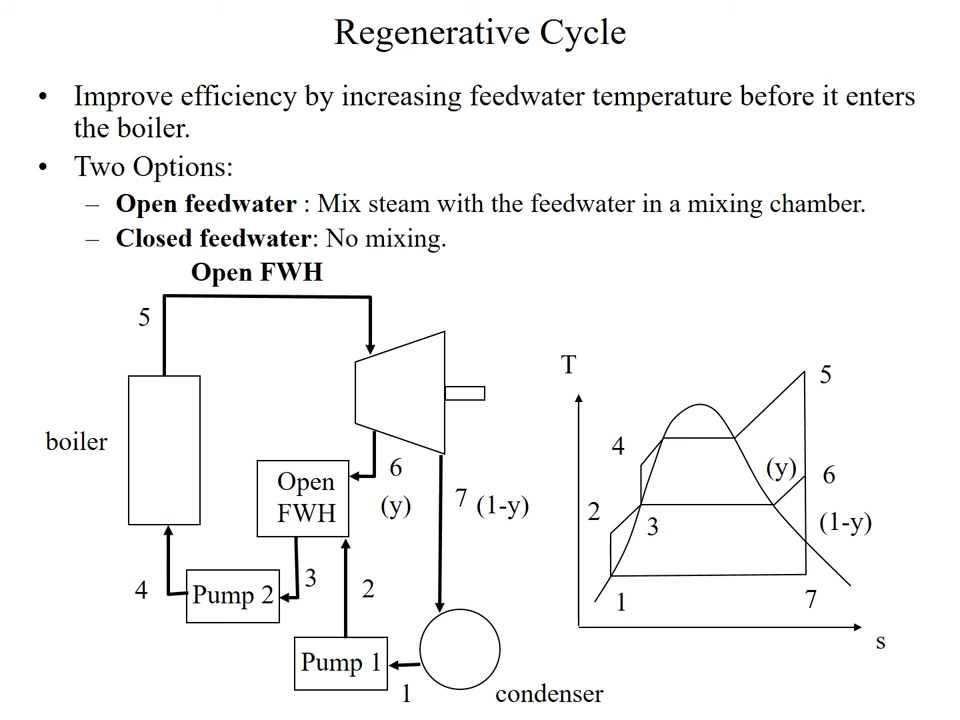 Regenerative Cycle
• Improve efficiency by increasing feedwater temperature before it enters
the boiler.
• Two Options:
– Open feedwater : Mix steam with the feedwater in a mixing chamber.
– Closed feedwater: No mixing.
Open FWH
5
boiler
Open
FWH
6
(y)
7 (1-y)
4
Pump 2
3
2
Pump 1
1
condenser
T
5
4
(y)
6
2
3
(1-y)
1
7
s